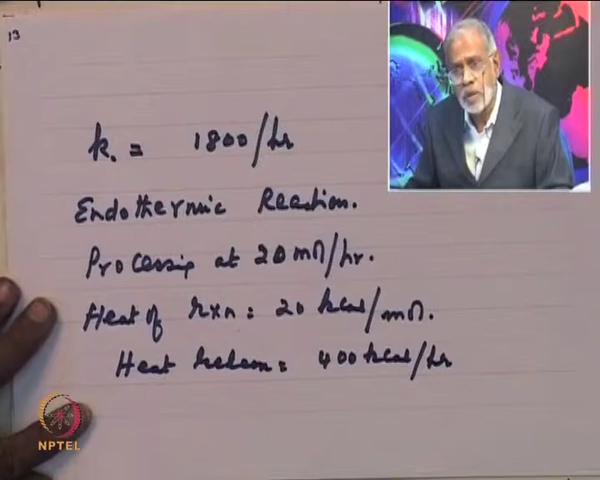 13
k. = 1800/hr
Endothermic Reaction.
Processing at 20 mol/hr.
Heat of rxn: 20 kcal/mol.
Heat release: 400 kcal/hr
NPTEL